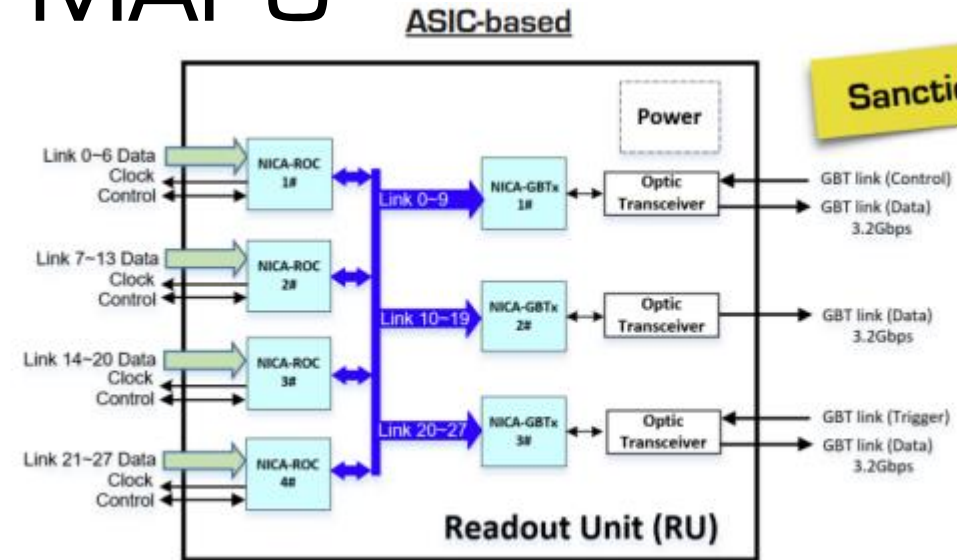 ASIC-based
Power
Link 0~6 Data
Clock
Control
NICA-ROC
1#
Link 0~9
NICA-GBTx
1#
Optic
Transceiver
GBT link (Control)
GBT link (Data)
3.2Gbps
Link 7~13 Data
Clock
Control
NICA-ROC
2#
Link 10~19
NICA-GBTx
2#
Optic
Transceiver
GBT link (Data)
3.2Gbps
Link 14~20 Data
Clock
Control
NICA-ROC
3#
Link 20~27
NICA-GBTx
3#
Optic
Transceiver
GBT link (Trigger)
GBT link (Data)
3.2Gbps
Link 21~27 Data
Clock
Control
NICA-ROC
4#
Readout Unit (RU)